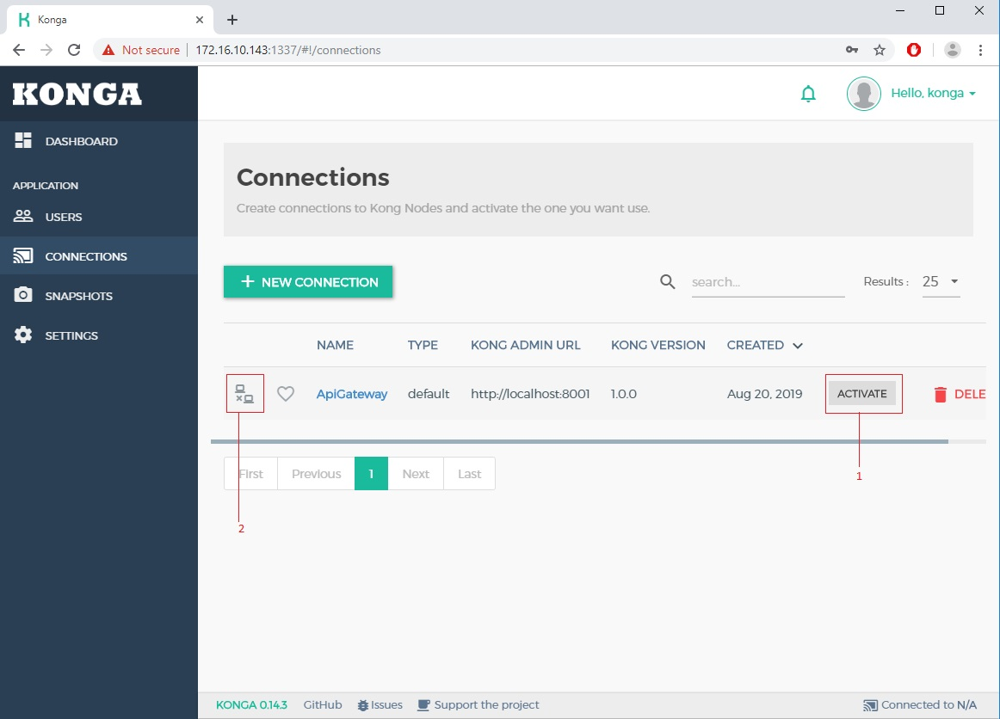 Konga
Not secure 172.16.10.143:1337/#!/connections
KONGA
Hello, konga
DASHBOARD
APPLICATION
USERS
CONNECTIONS
SNAPSHOTS
SETTINGS
Connections
Create connections to Kong Nodes and activate the one you want use.
+ NEW CONNECTION
search...
Results :
25
NAME TYPE KONG ADMIN URL KONG VERSION CREATED
ApiGateway default http://localhost:8001 1.0.0 Aug 20, 2019 ACTIVATE DELE
First Previous 1 Next Last
1
2
KONGA 0.14.3 GitHub Issues Support the project Connected to N/A